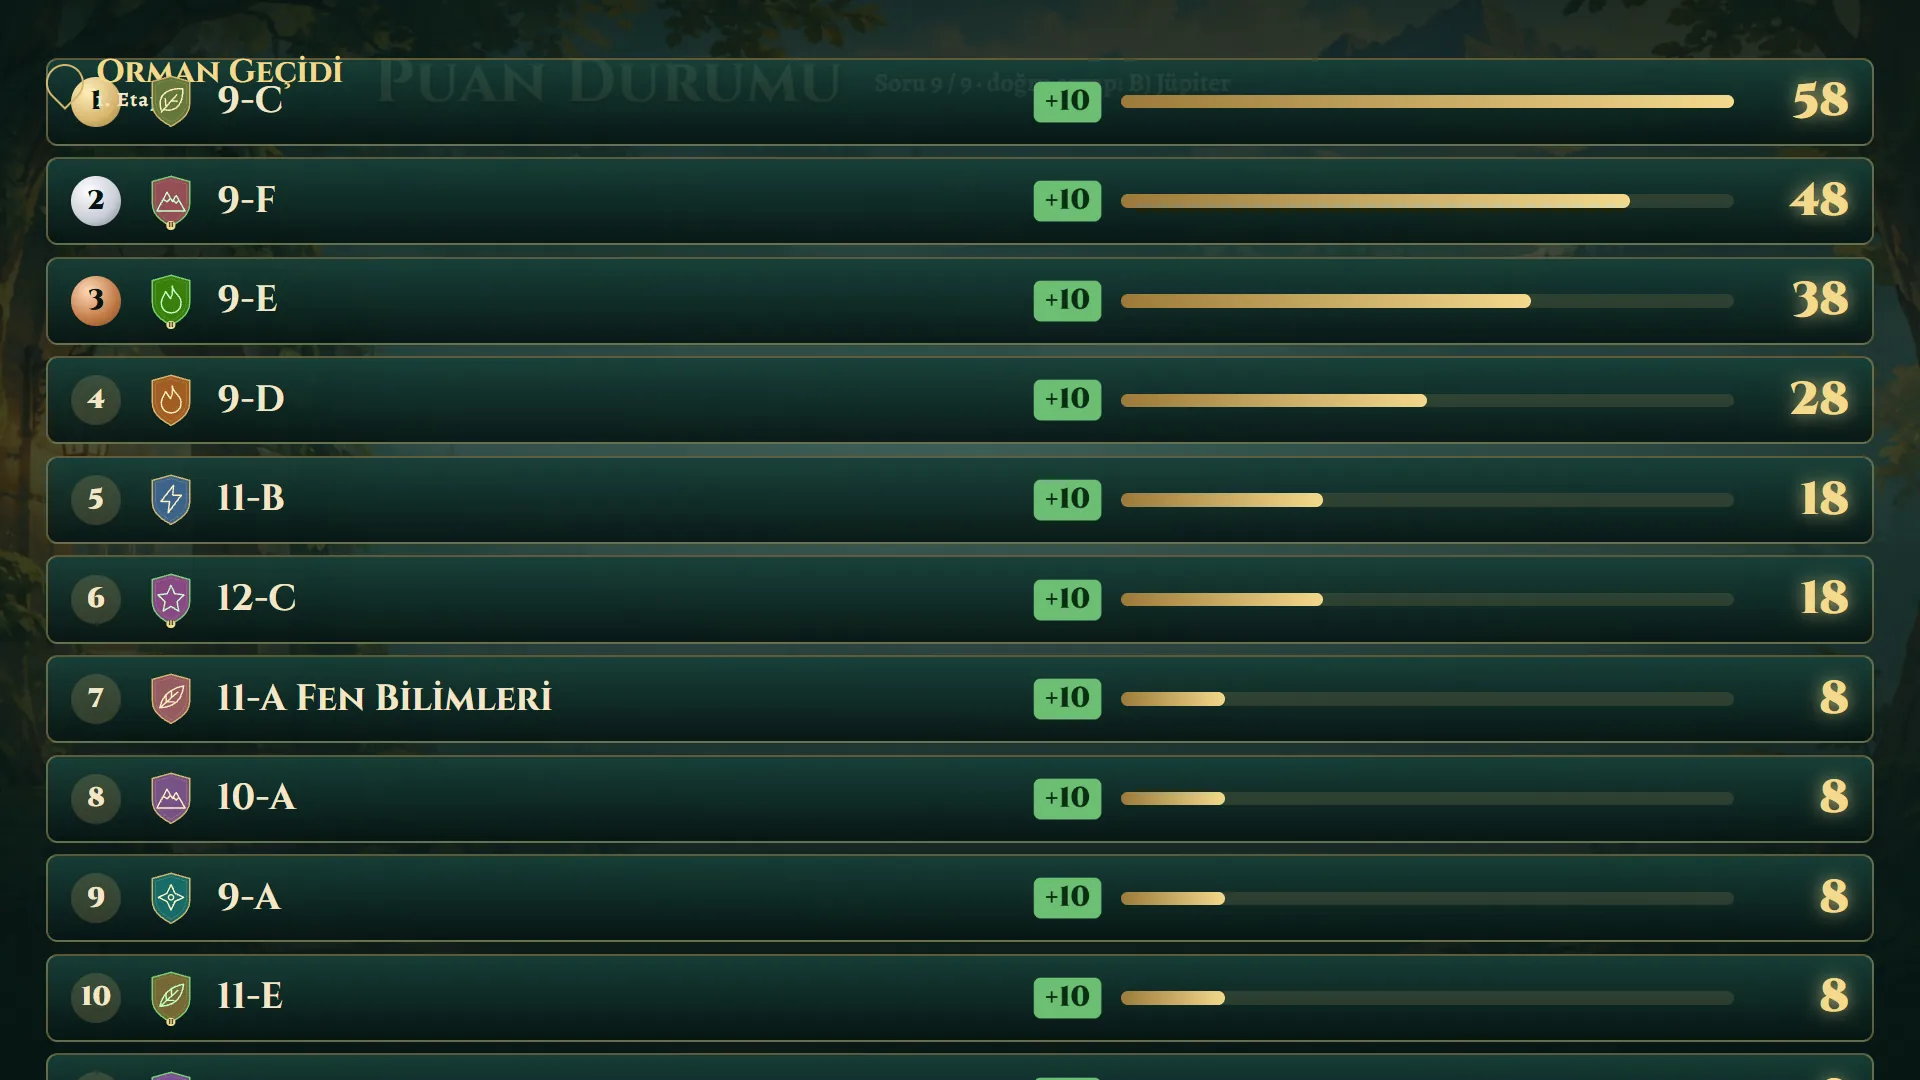 Orman Geçidi
Puan Durumu
Soru 9 / 9 · doğru cevap: B) Jüpiter
1 9-C +10 58
2 9-F +10 48
3 9-E +10 38
4 9-D +10 28
5 11-B +10 18
6 12-C +10 18
7 11-A Fen Bilimleri +10 8
8 10-A +10 8
9 9-A +10 8
10 11-E +10 8